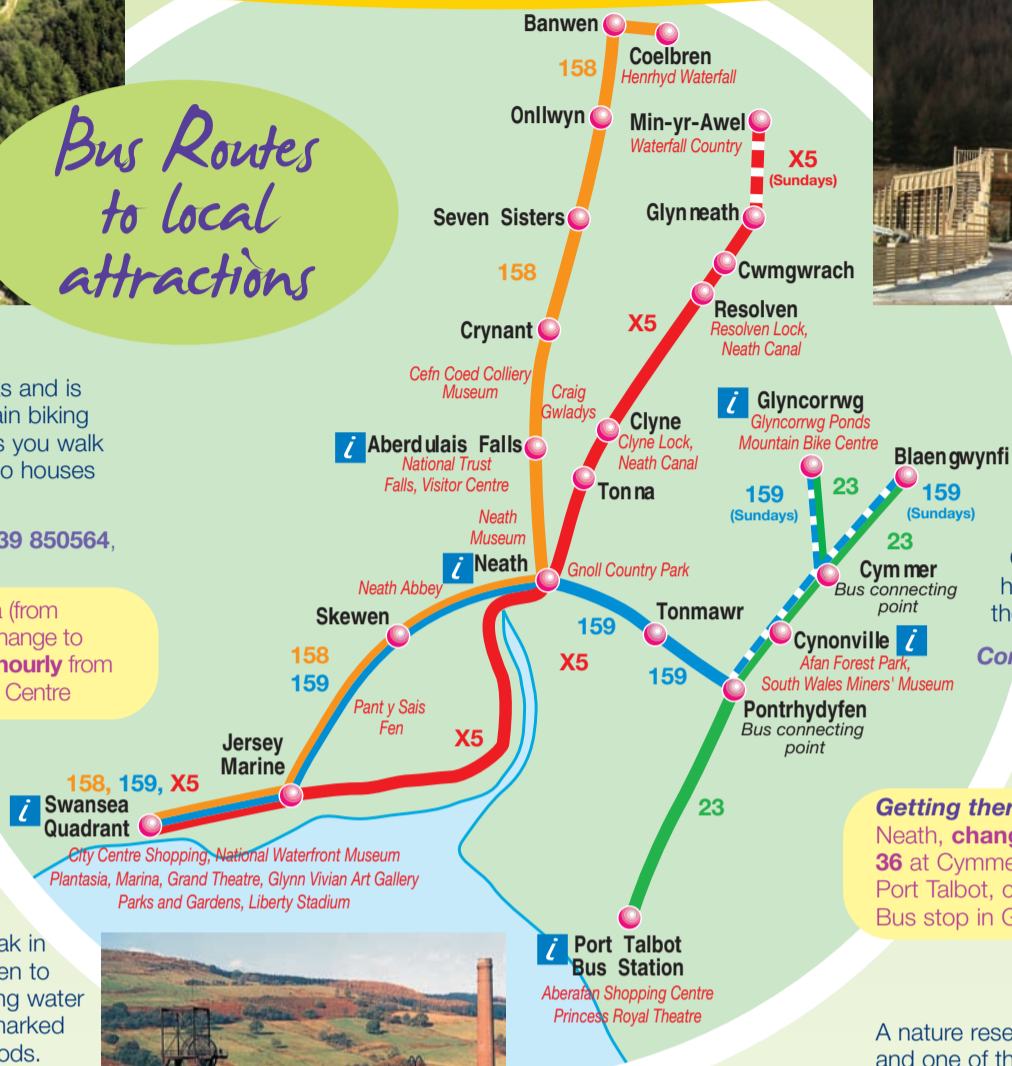 Bus Routes
to local
attractions
Banwen
Coelbren
Henrhyd Waterfall
158
Onllwyn
Min-yr-Awel
Waterfall Country
X5
(Sundays)
Seven Sisters
Glynneath
158
Cwmgwrach
Resolven
Resolven Lock,
Neath Canal
Crynant
X5
Cefn Coed Colliery
Museum
Craig
Gwladys
i Aberdulais Falls
National Trust
Falls, Visitor Centre
Clyne
Clyne Lock,
Neath Canal
Tonna
i Glyncorrwg
Glyncorrwg Ponds
Mountain Bike Centre
Blaengwynfi
159
(Sundays)
23
159
(Sundays)
23
Neath
Museum
i Neath
Gnoll Country Park
Neath Abbey
Cymmer
Bus connecting
point
Skewen
159
Tonmawr
Cynonville i
Afan Forest Park,
South Wales Miners' Museum
158
159
X5
159
Pant y Sais
Fen
Pontrhydyfen
Bus connecting
point
Jersey
Marine
X5
158, 159, X5
i Swansea
Quadrant
City Centre Shopping, National Waterfront Museum
Plantasia, Marina, Grand Theatre, Glynn Vivian Art Gallery
Parks and Gardens, Liberty Stadium
23
i Port Talbot
Bus Station
Aberafan Shopping Centre
Princess Royal Theatre
s and is
ain biking
s you walk
o houses
39 850564,
(from
hange to
hourly from
Centre
ak in
en to
ng water
marked
ods.
the
Con
Getting ther
Neath, chang
36 at Cymme
Port Talbot, c
Bus stop in G
A nature rese
and one of th